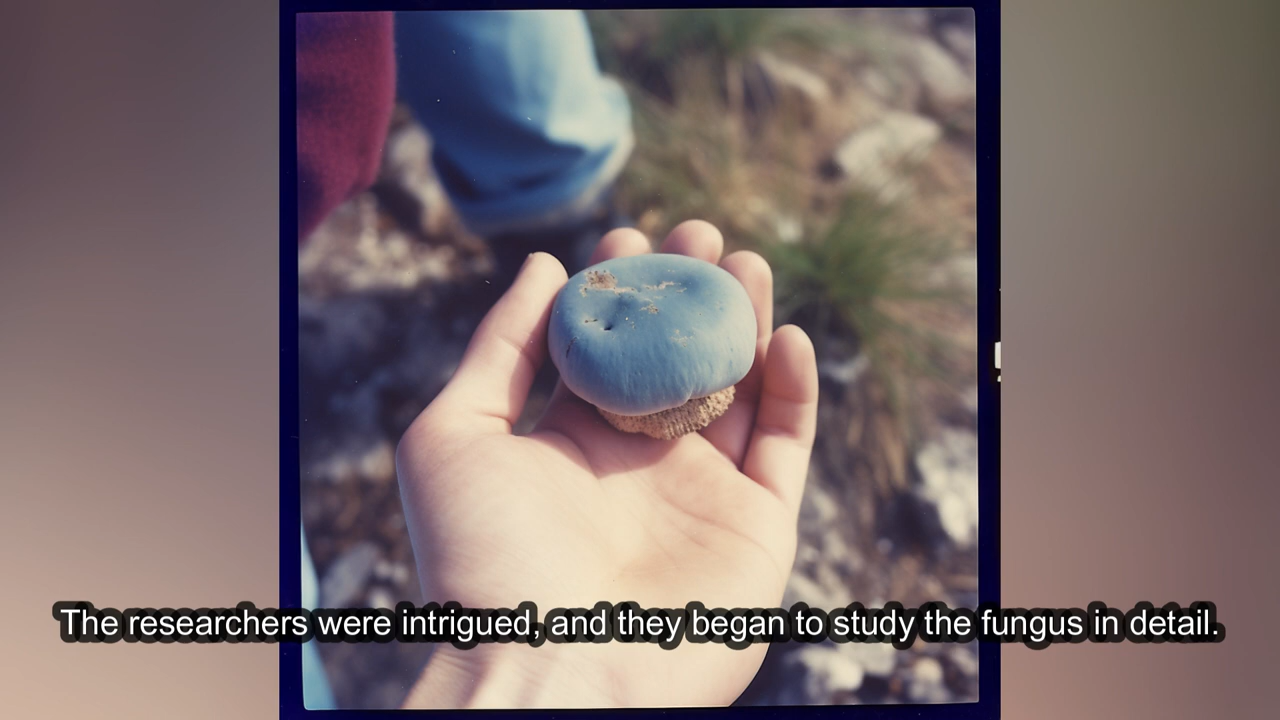 The researchers were intrigued, and they began to study the fungus in detail.